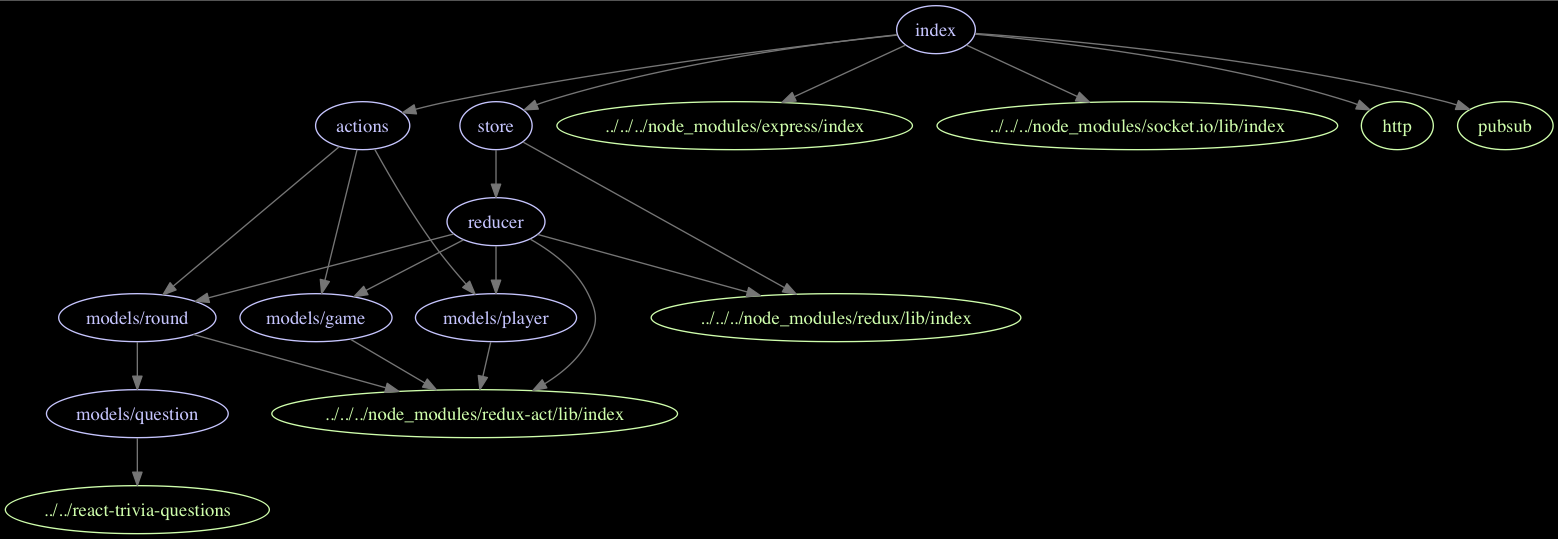 index
actions
store
../../../node_modules/express/index
../../../node_modules/socket.io/lib/index
http
pubsub
reducer
models/round
models/game
models/player
../../../node_modules/redux/lib/index
models/question
../../../node_modules/redux-act/lib/index
../../react-trivia-questions